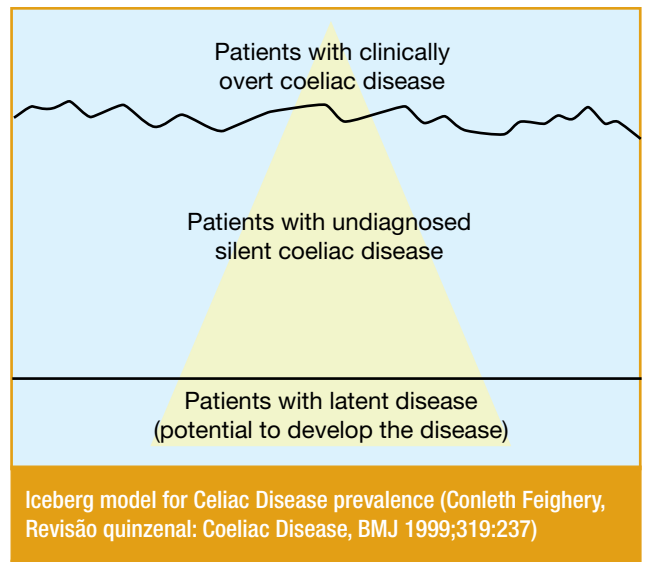 Patients with clinically
overt coeliac disease
Patients with undiagnosed
silent coeliac disease
Patients with latent disease
(potential to develop the disease)
Iceberg model for Celiac Disease prevalence (Conleth Feighery,
Revisão quinzenal: Coeliac Disease, BMJ 1999;319:237)